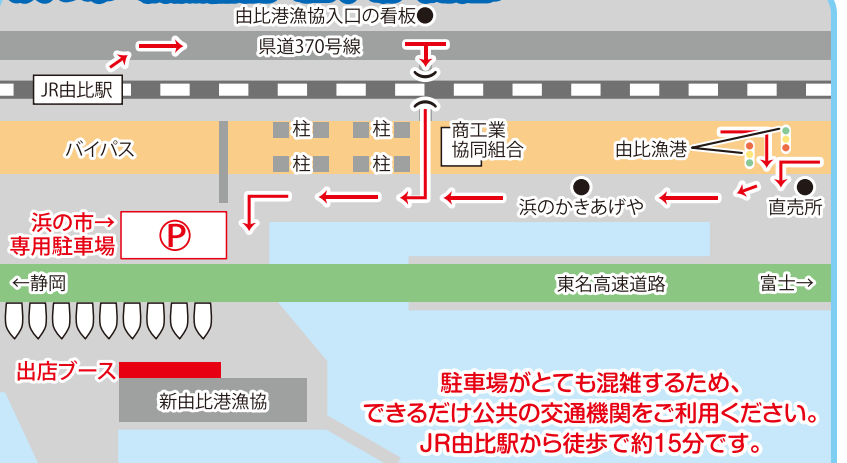 由比港漁協入口の看板
県道370号線
JR由比駅
柱
柱
バイパス
商工業
協同組合
由比漁港
柱
柱
浜のかきあげや
直売所
浜の市→
専用駐車場
P
←静岡
東名高速道路
富士→
出店ブース
新由比港漁協
駐車場がとても混雑するため、
できるだけ公共の交通機関をご利用ください。
JR由比駅から徒歩で約15分です。